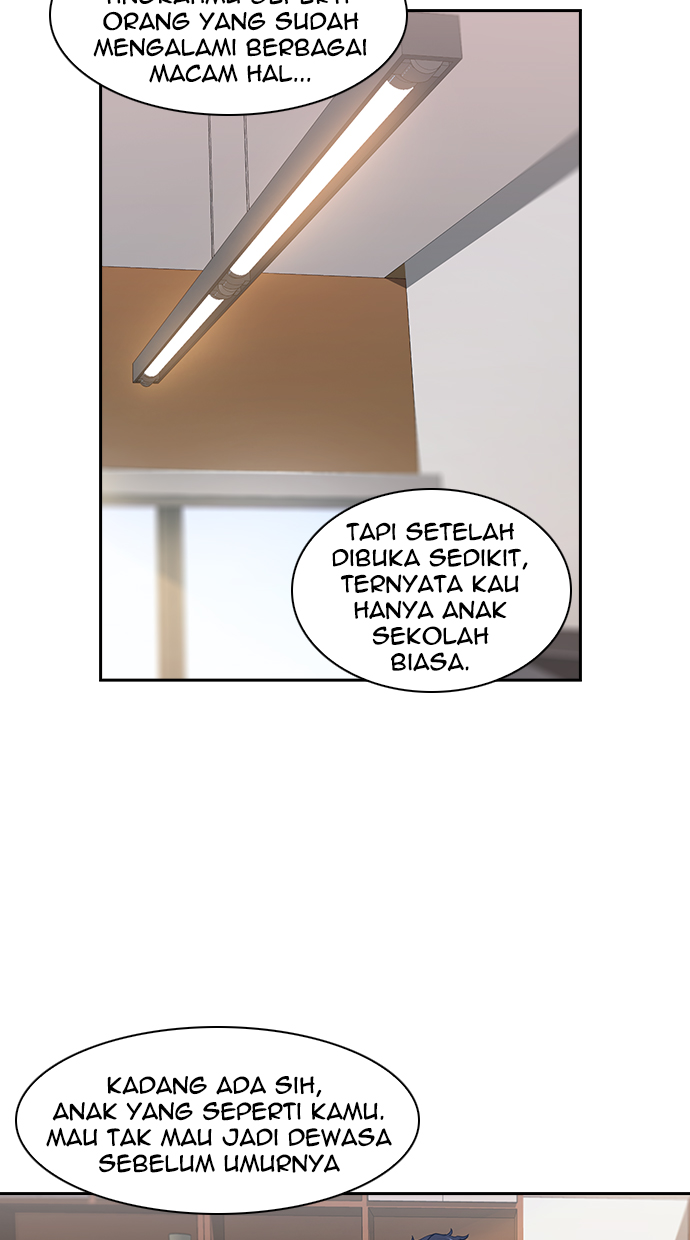 ORANG YANG SUDAH
MENGALAMI BERBAGAI
MACAM HAL...
TAPI SETELAH
DIBUKA SEDIKIT,
TERNYATA KAU
HANYA ANAK
SEKOLAH
BIASA.
KADANG ADA SIH,
ANAK YANG SEPERTI KAMU.
MAU TAK MAU JADI DEWASA
SEBELUM UMURNYA